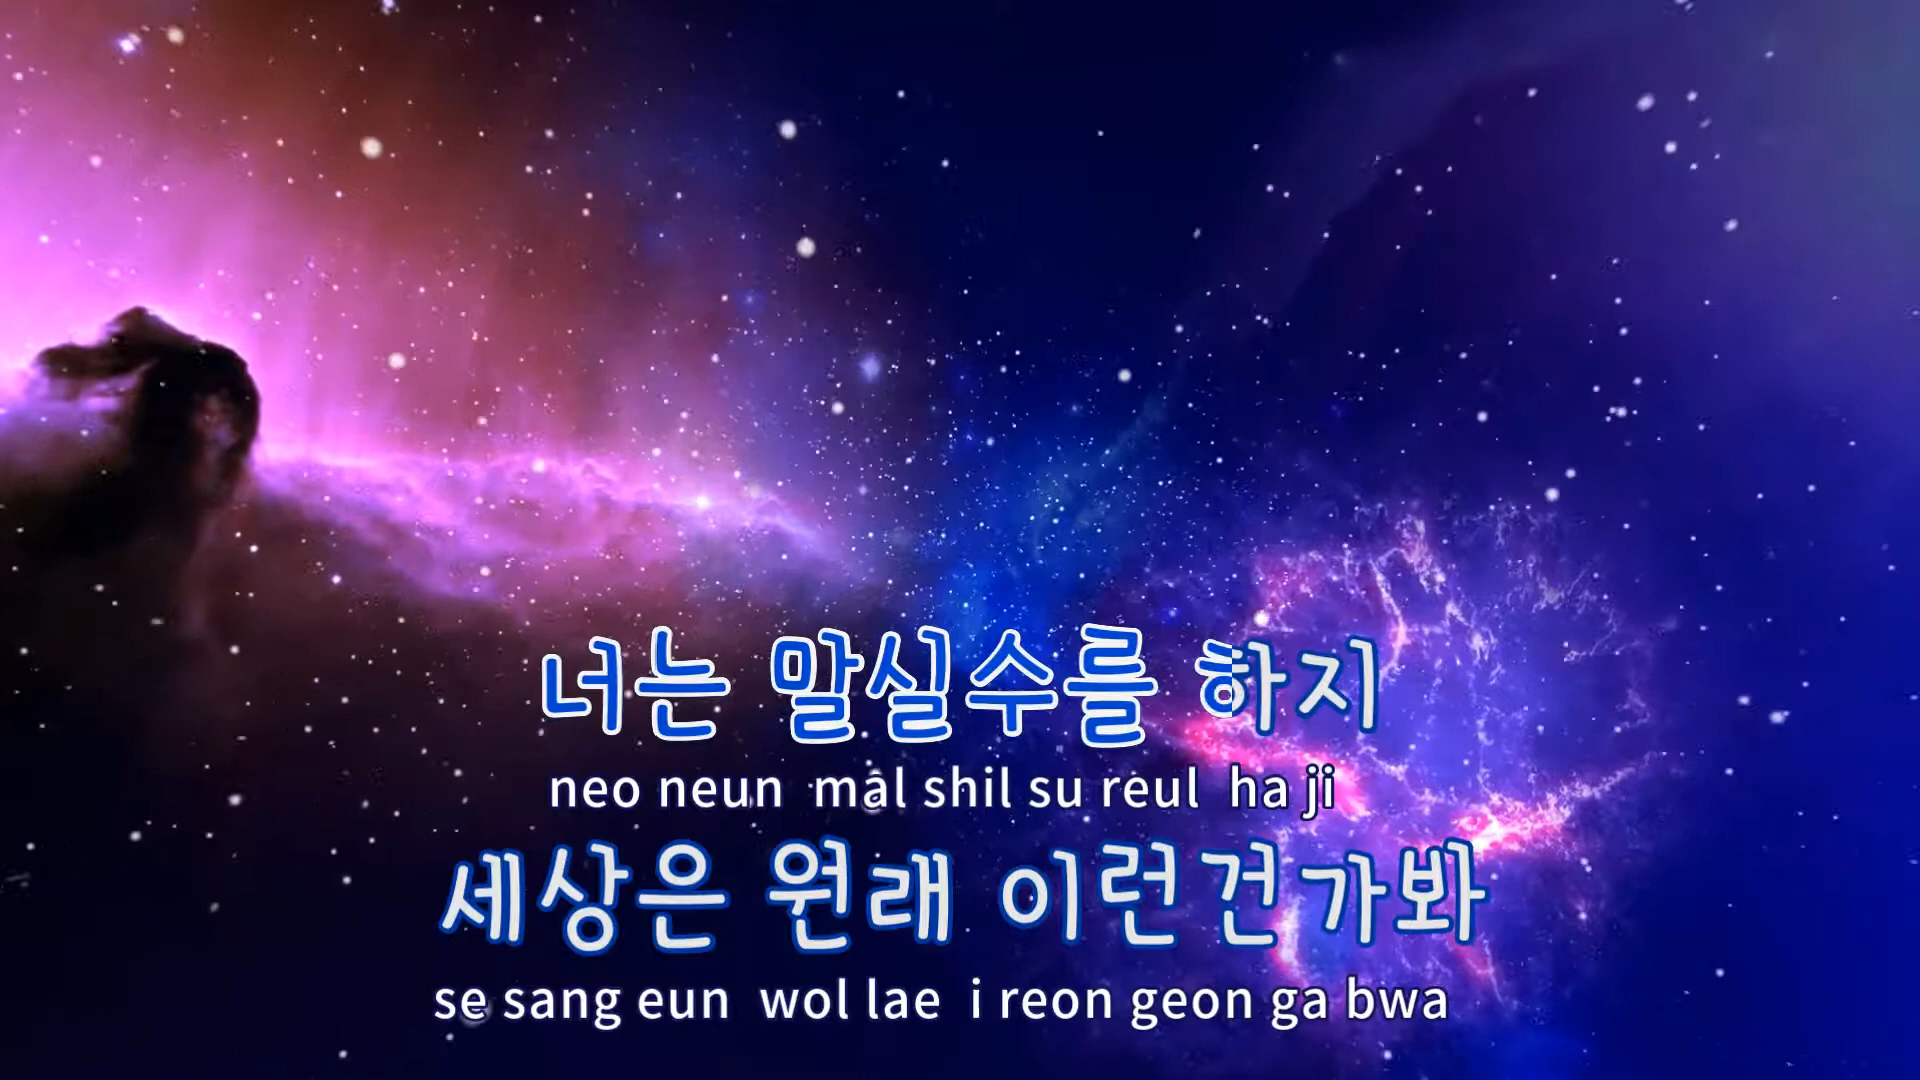 너는 말실수를 하지
neo neun mal shil su reul ha ji
세상은 원래 이런건가봐
se sang eun wol lae i reon geon ga bwa